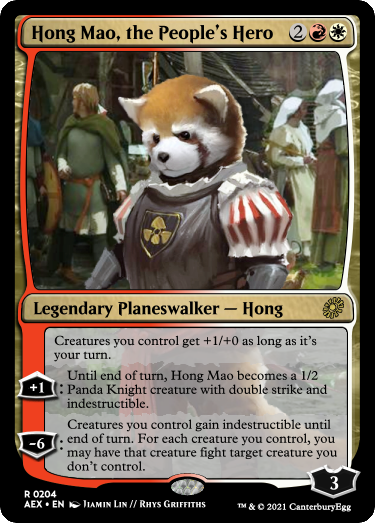 Hong Mao, the People's Hero 2
Legendary Planeswalker — Hong
Creatures you control get +1/+0 as long as it's
your turn.
+1: Until end of turn, Hong Mao becomes a 1/2
Panda Knight creature with double strike and
indestructible.
Creatures you control gain indestructible until
-6: end of turn. For each creature you control, you
may have that creature fight target creature you
don't control.
3
R 0204
AEX • EN Jiamin Lin // Rhys Griffiths ™ & © 2021 CanterburyEgg